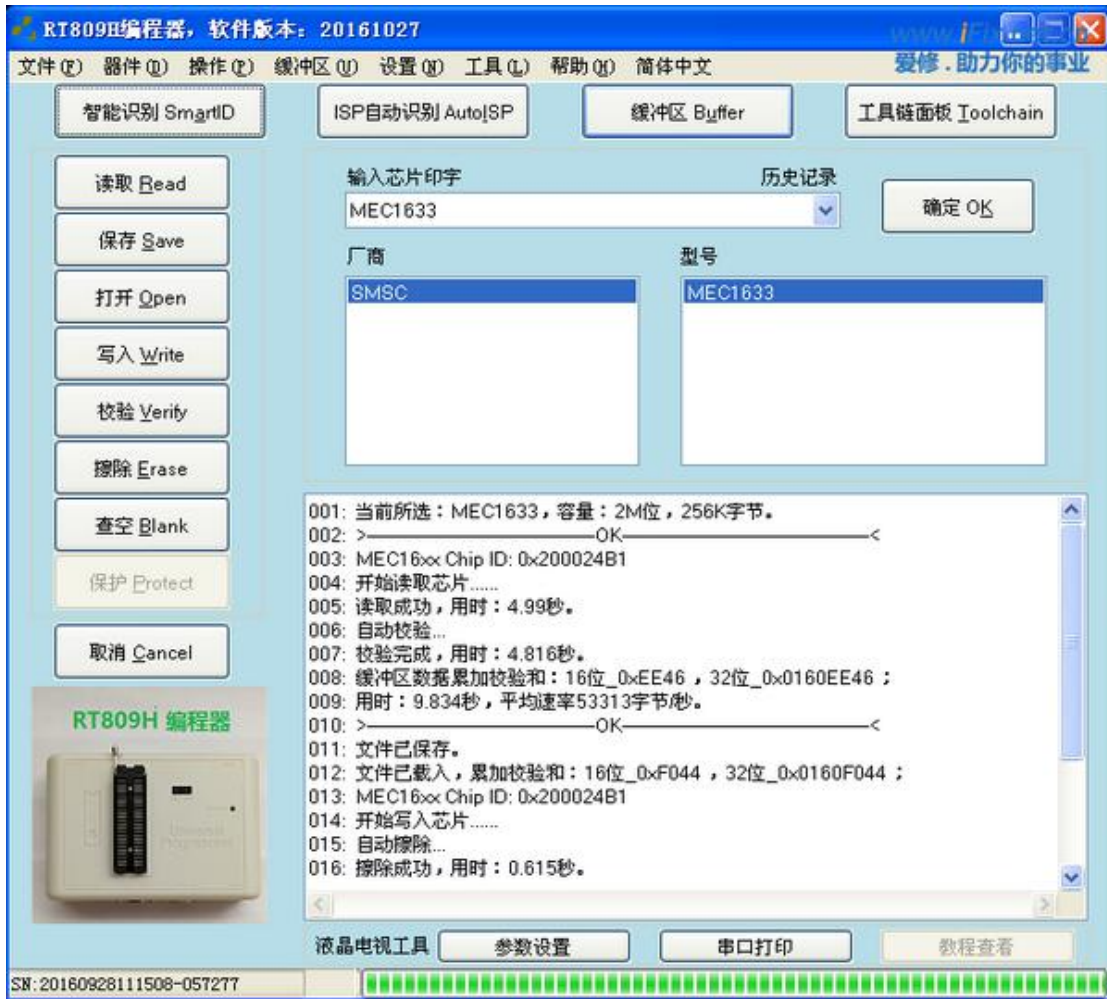 RT809H编程器，软件版本：20161027
www.iFix
爱修.助力你的事业
文件(F) 器件(D) 操作(P) 缓冲区(U) 设置(W) 工具(L) 帮助(H) 简体中文
智能识别 SmartID ISP自动识别 AutoISP 缓冲区 Buffer 工具链面板 Toolchain
读取 Read
保存 Save
打开 Open
写入 Write
校验 Verify
擦除 Erase
查空 Blank
保护 Protect
取消 Cancel
输入芯片印字 历史记录
MEC1633 确定 OK
厂商 型号
SMSC MEC1633
001: 当前所选：MEC1633，容量：2M位，256K字节。
002: >————————OK————————<
003: MEC16xx Chip ID: 0x200024B1
004: 开始读取芯片......
005: 读取成功，用时：4.99秒。
006: 自动校验...
007: 校验完成，用时：4.816秒。
008: 缓冲区数据累加校验和：16位_0xEE46 ，32位_0x0160EE46 ；
009: 用时：9.834秒，平均速率53313字节/秒。
010: >————————OK————————<
011: 文件已保存。
012: 文件已载入，累加校验和：16位_0xF044 ，32位_0x0160F044 ；
013: MEC16xx Chip ID: 0x200024B1
014: 开始写入芯片......
015: 自动擦除...
016: 擦除成功，用时：0.615秒。
RT809H 编程器
液晶电视工具 参数设置 串口打印 教程查看
SN:20160928111508-057277